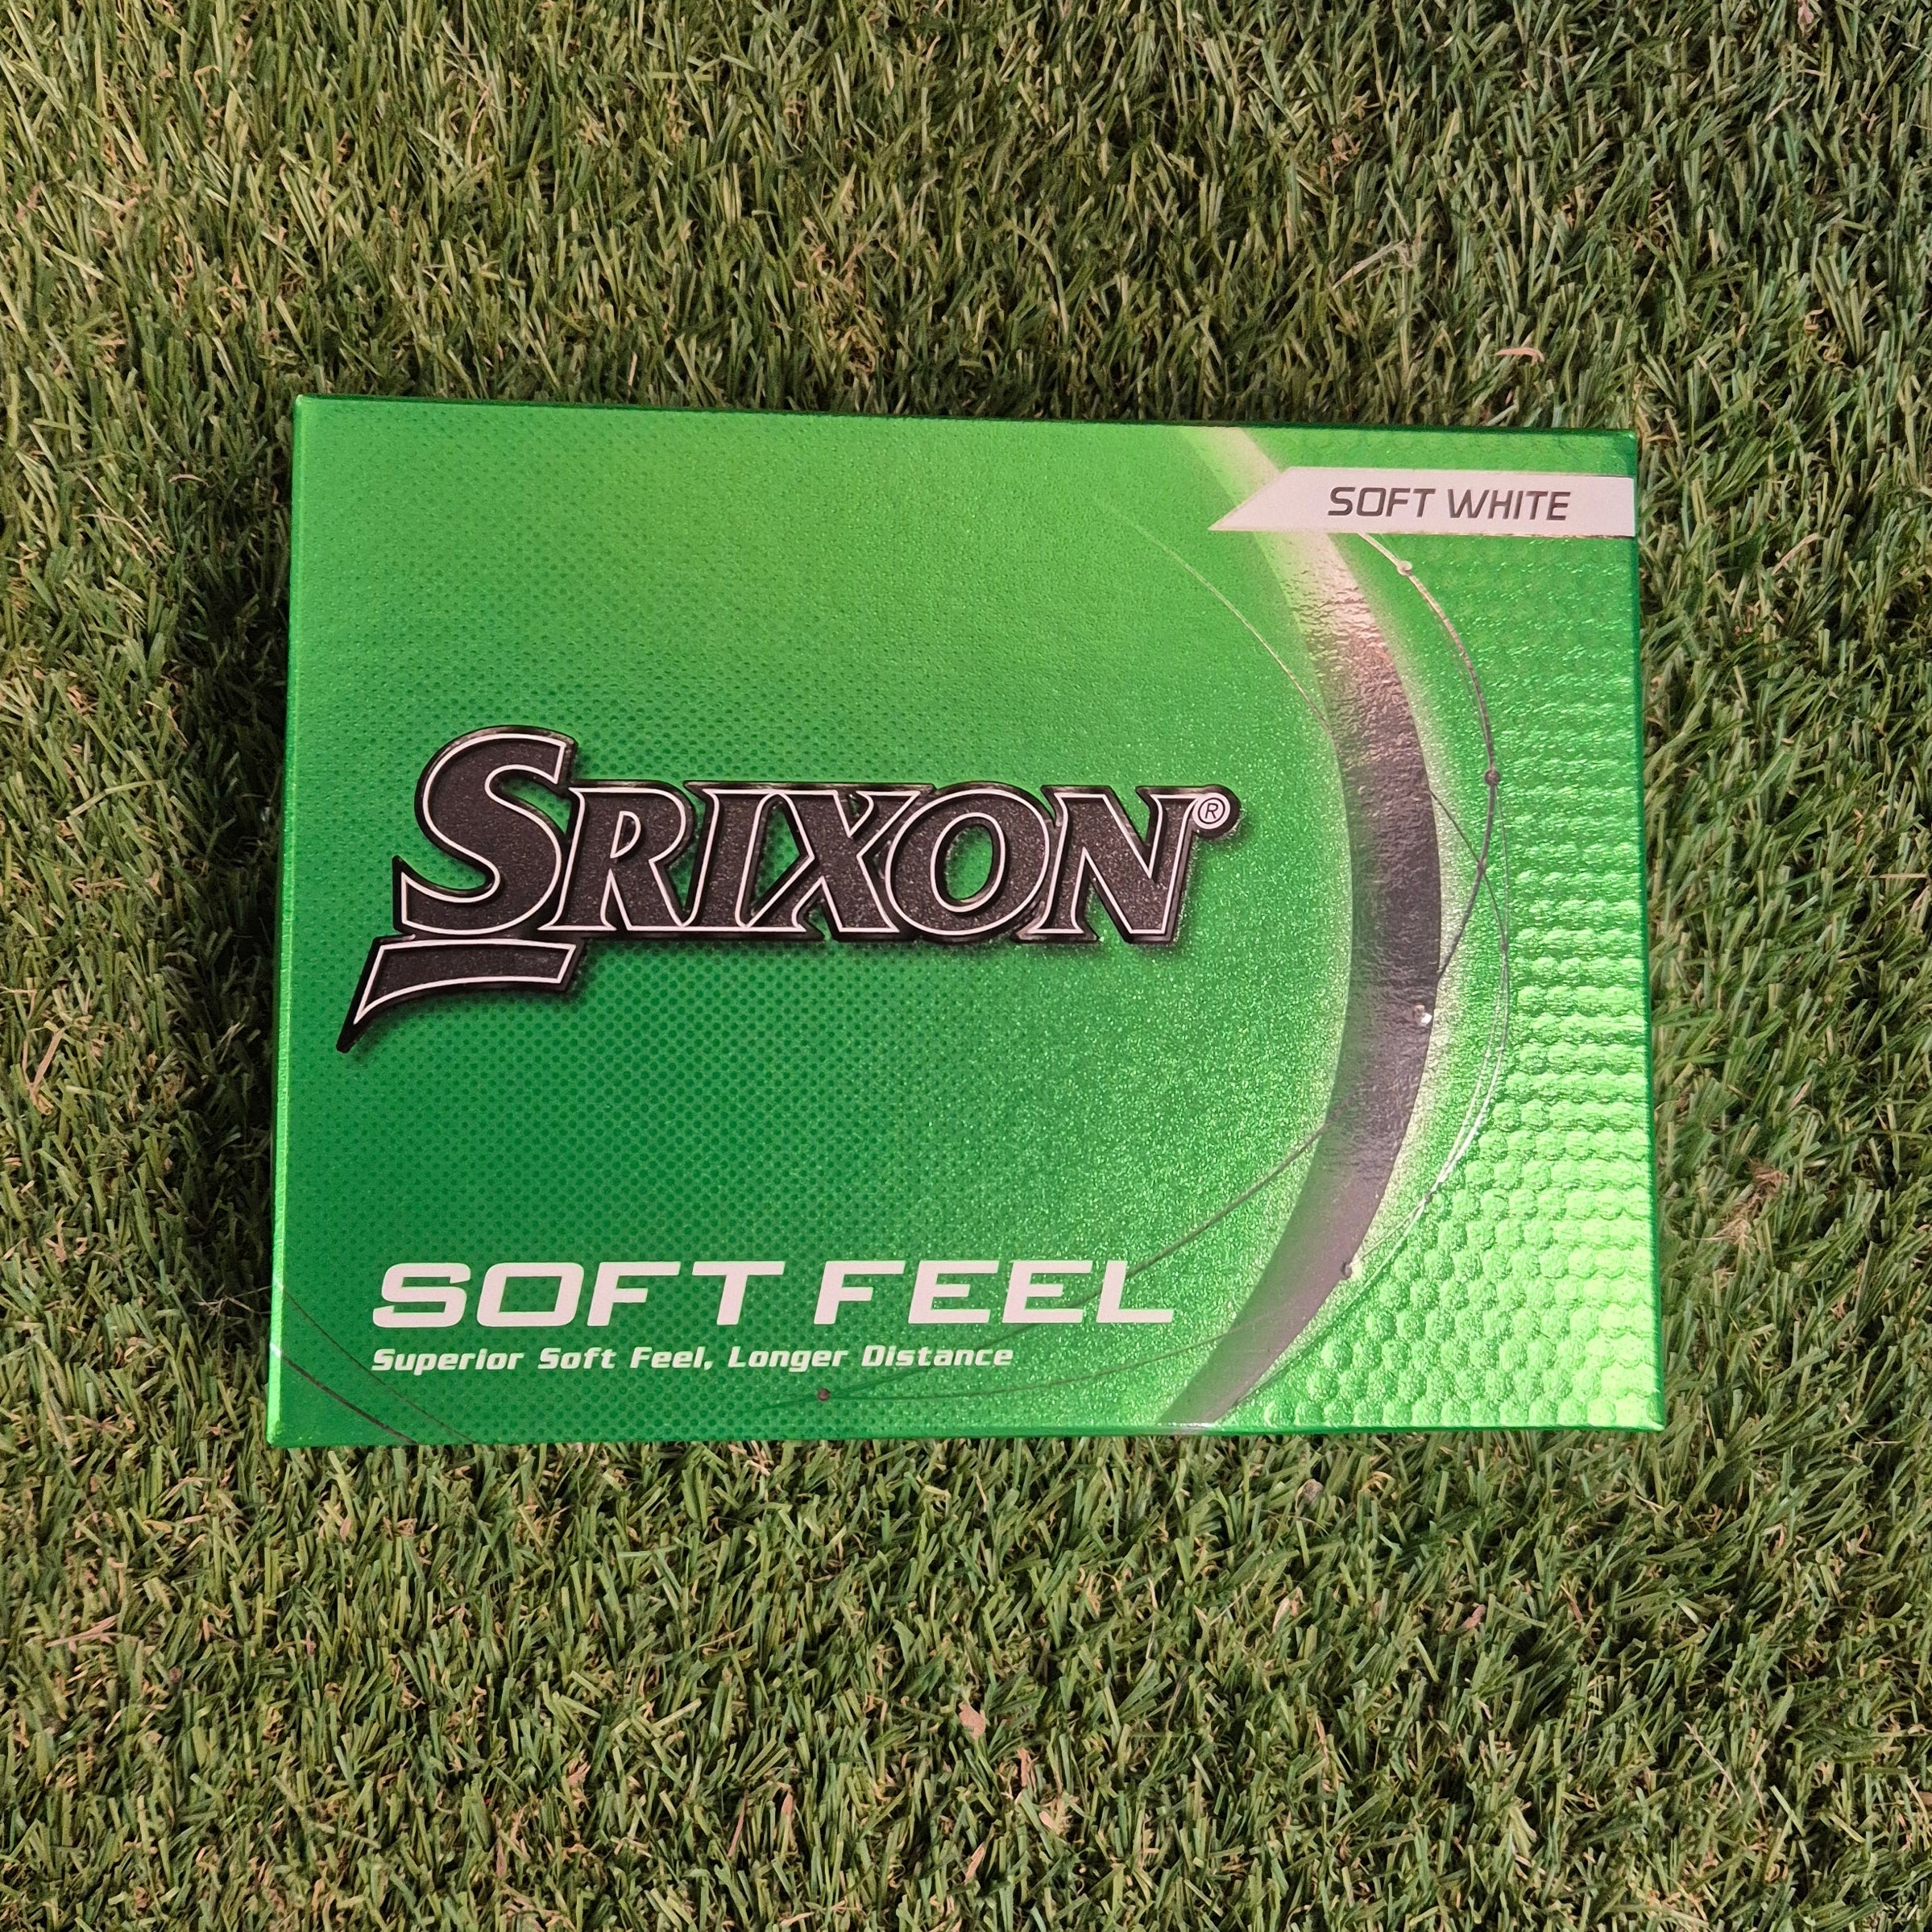 SOFT WHITE
SRIXON®
SOFT FEEL
Superior Soft Feel, Longer Distance